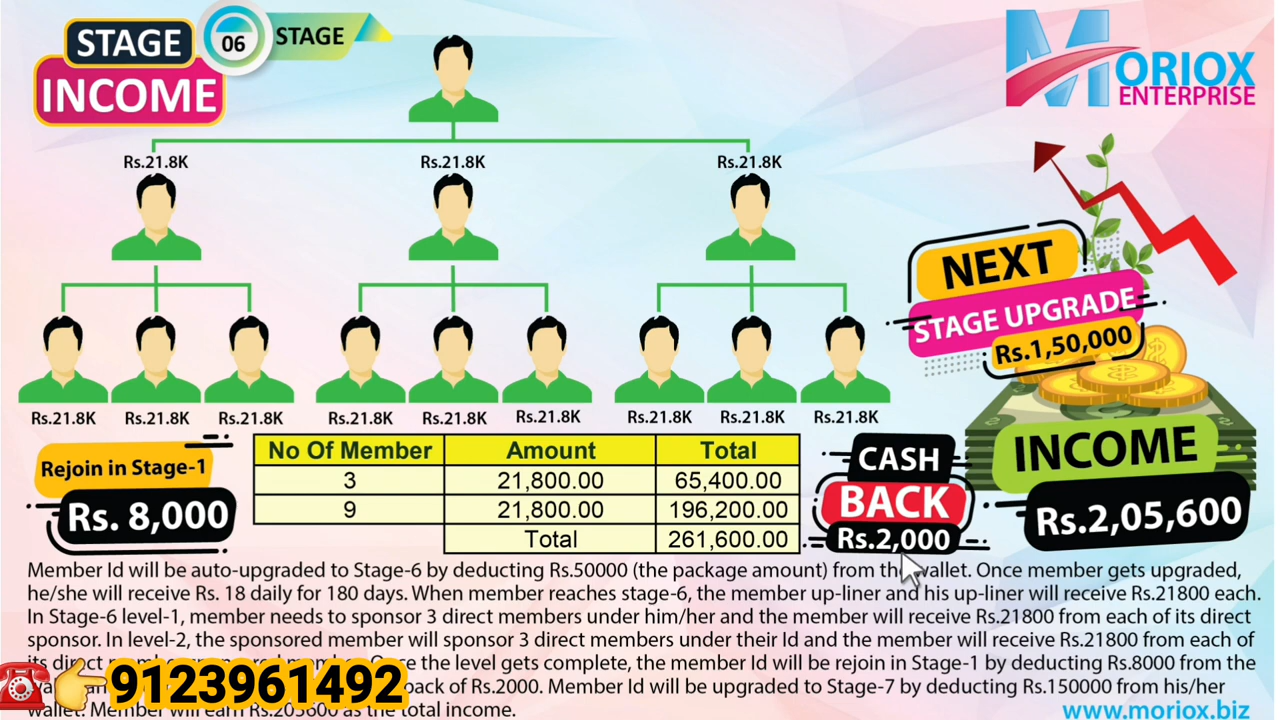 STAGE
INCOME
06
STAGE
MORIOX
ENTERPRISE
Rs.21.8K Rs.21.8K Rs.21.8K
NEXT
STAGE UPGRADE
Rs.1,50,000
Rs.21.8K Rs.21.8K Rs.21.8K Rs.21.8K Rs.21.8K Rs.21.8K Rs.21.8K Rs.21.8K Rs.21.8K
Rejoin in Stage-1
Rs. 8,000
No Of Member Amount Total
3 21,800.00 65,400.00
9 21,800.00 196,200.00
Total 261,600.00
CASH
BACK
Rs.2,000
INCOME
Rs.2,05,600
Member Id will be auto-upgraded to Stage-6 by deducting Rs.50000 (the package amount) from the wallet. Once member gets upgraded,
he/she will receive Rs. 18 daily for 180 days. When member reaches stage-6, the member up-liner and his up-liner will receive Rs.21800 each.
In Stage-6 level-1, member needs to sponsor 3 direct members under him/her and the member will receive Rs.21800 from each of its direct
sponsor. In level-2, the sponsored member will sponsor 3 direct members under their Id and the member will receive Rs.21800 from each of
its direct the level gets complete, the member Id will be rejoin in Stage-1 by deducting Rs.8000 from the
back of Rs.2000. Member Id will be upgraded to Stage-7 by deducting Rs.150000 from his/her
wallet. Member will earn Rs.205600 as the total income.
9123961492
www.moriox.biz